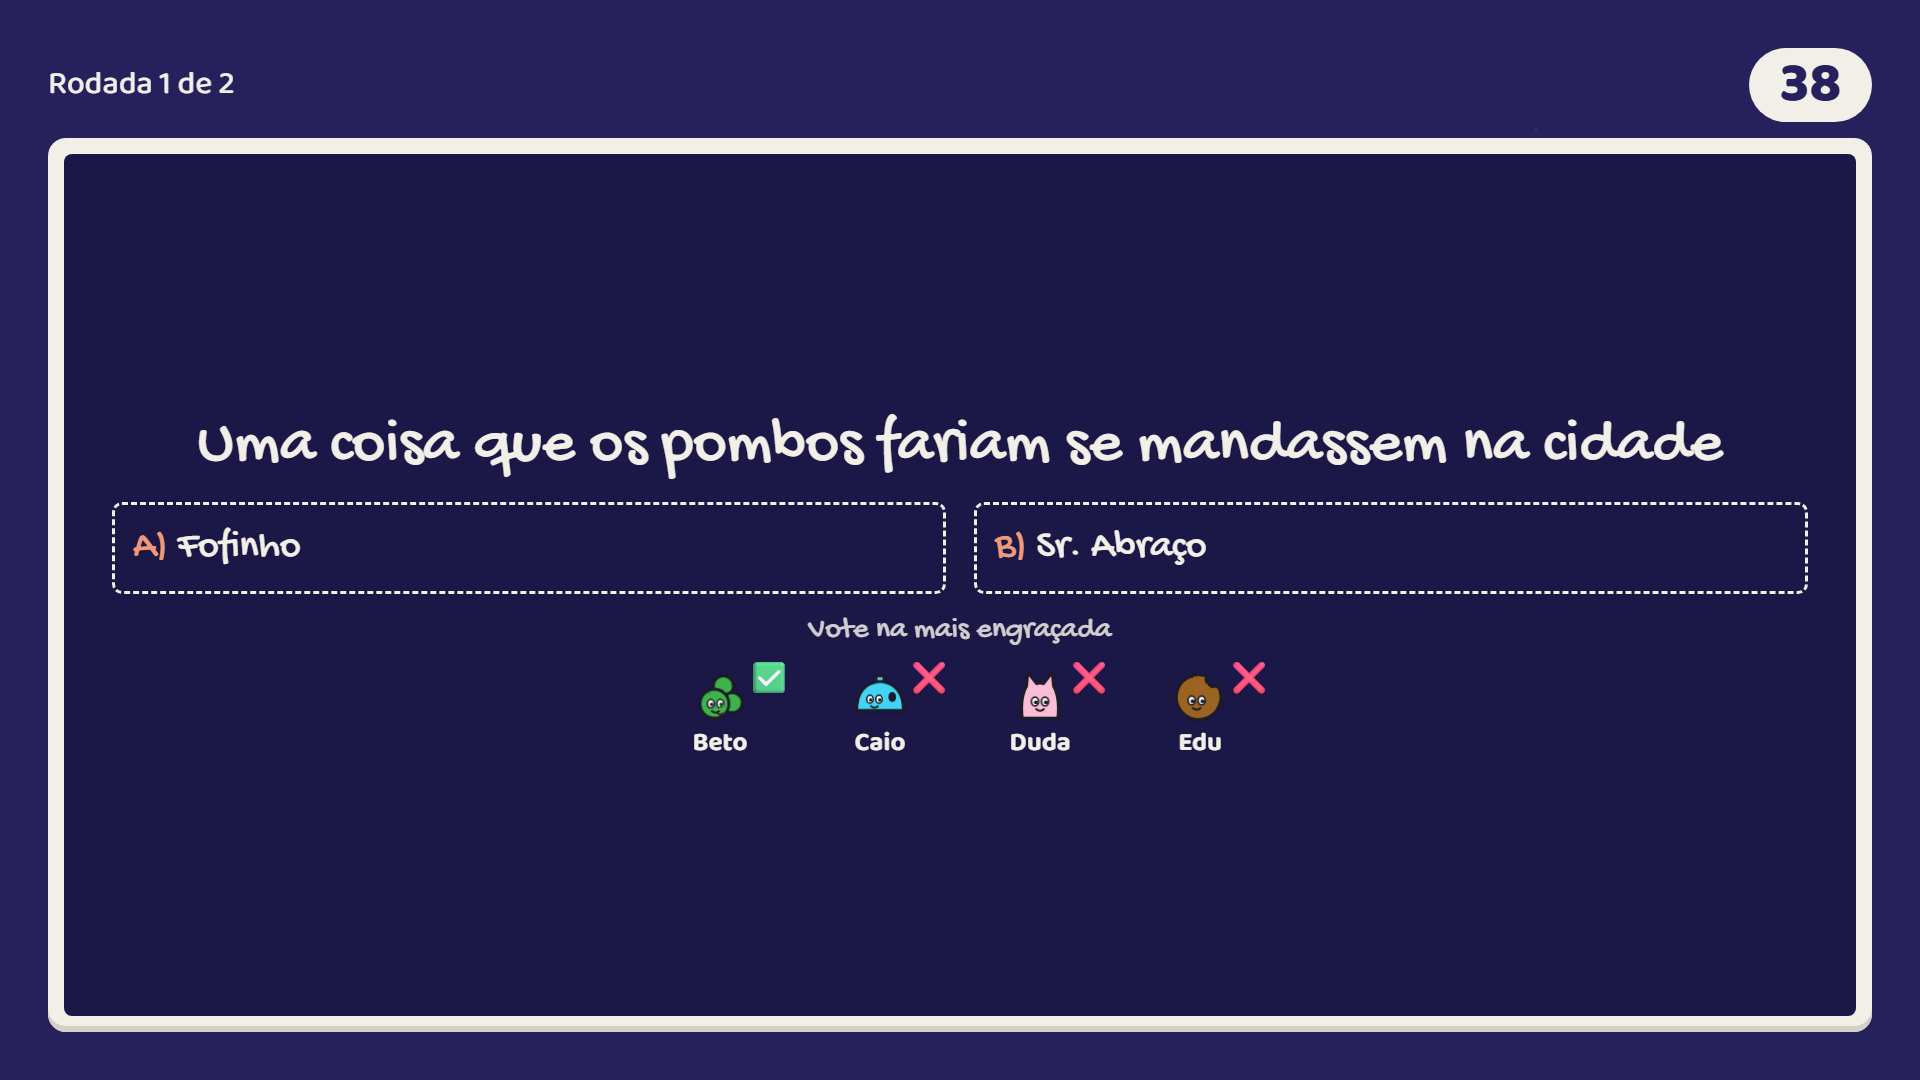 Rodada 1 de 2
38
Uma coisa que os pombos fariam se mandassem na cidade
A) Fofinho
B) Sr. Abraço
Vote na mais engraçada
Beto
Caio
Duda
Edu